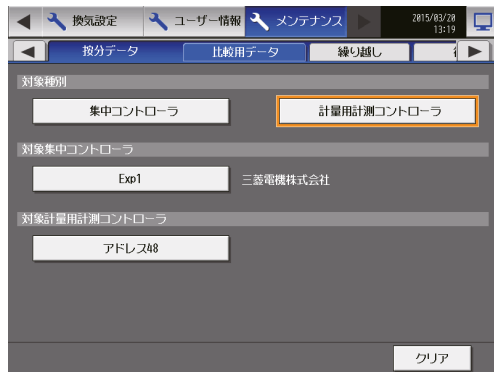 換気設定 ユーザー情報 メンテナンス 2015/03/20
13:19
按分データ 比較用データ 繰り越し
対象種別
集中コントローラ 計量用計測コントローラ
対象集中コントローラ
Exp1 三菱電機株式会社
対象計量用計測コントローラ
アドレス48
クリア